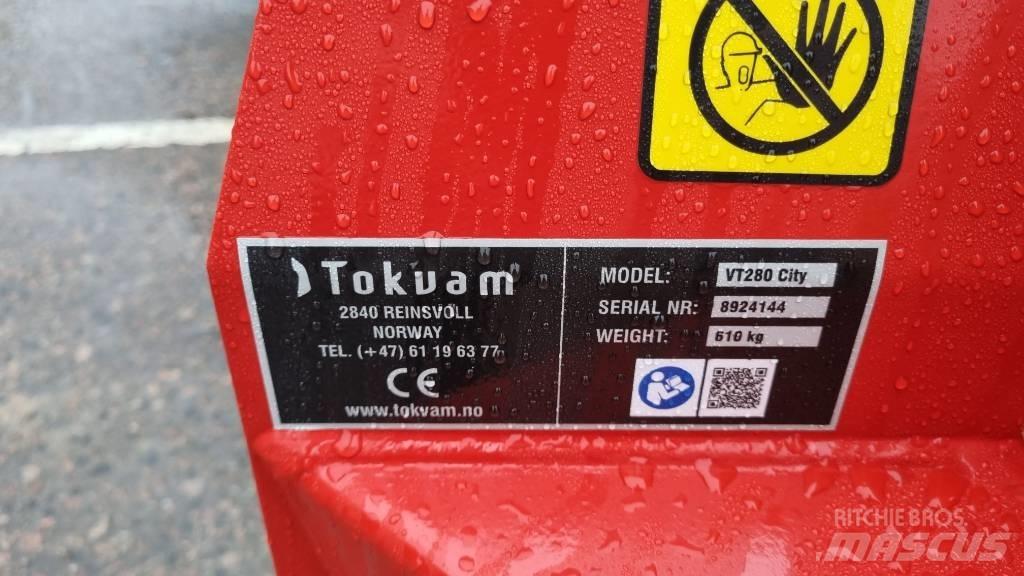 Tokvam
2840 REINSVOLL
NORWAY
TEL. (+47) 61 19 63 77
CE
www.tokvam.no
MODEL: VT280 City
SERIAL NR: 8924144
WEIGHT: 610 kg
RITCHIE BROS.
MASCUS